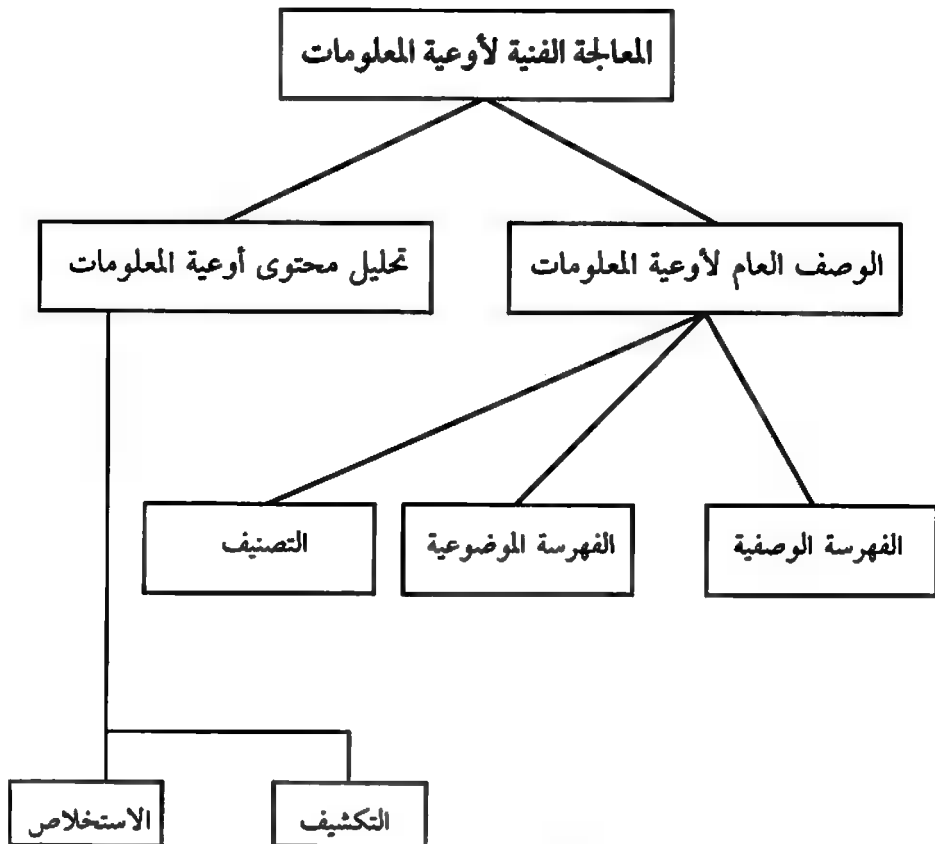 المعالجة الفنية لأوعية المعلومات
الوصف العام لأوعية المعلومات
تحليل محتوى أوعية المعلومات
الفهرسة الوصفية
الفهرسة الموضوعية
التصنيف
التكشيف
الاستخلاص